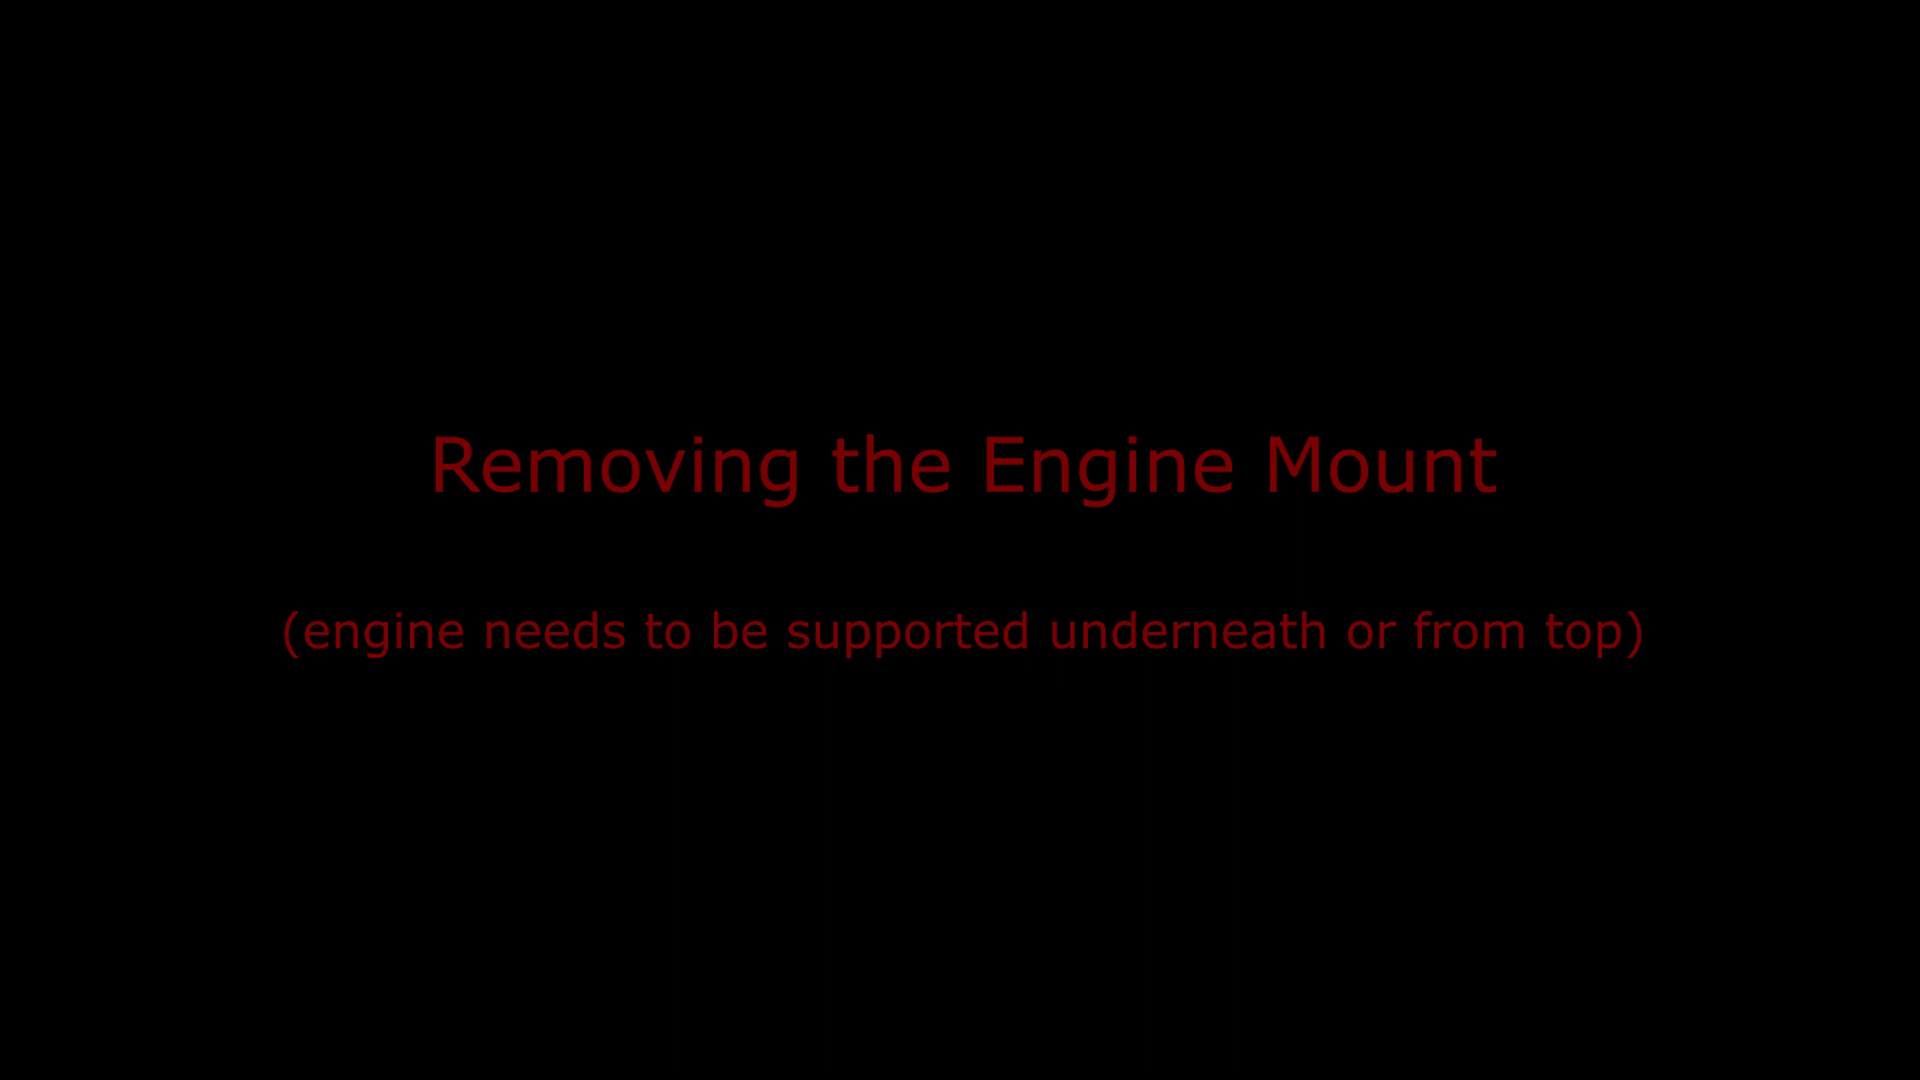 Removing the Engine Mount
(engine needs to be supported underneath or from top)